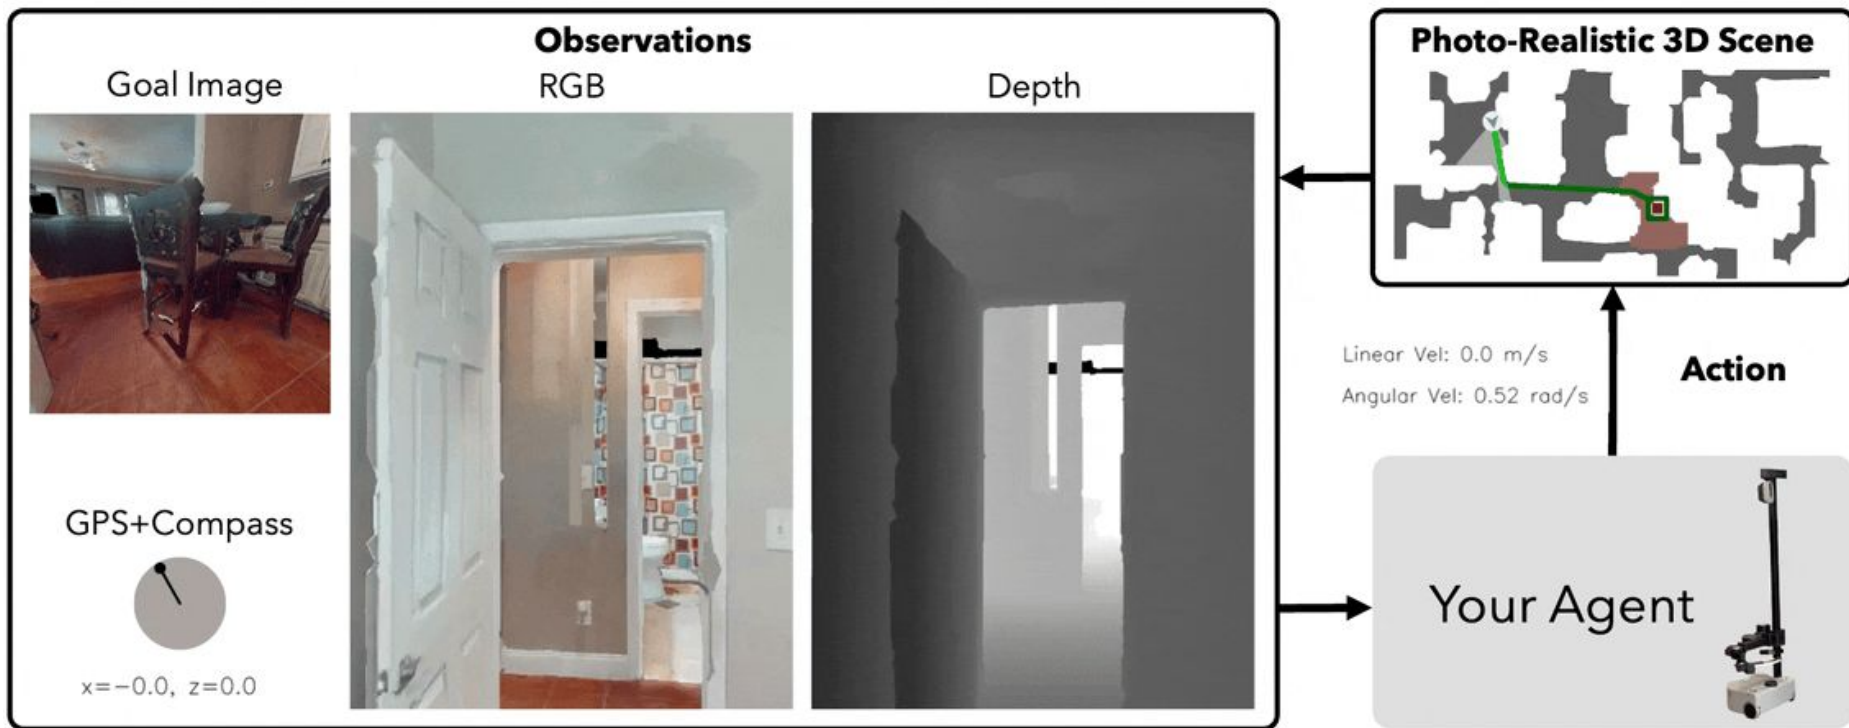 Observations
Goal Image
RGB
Depth
GPS+Compass
x=−0.0, z=0.0
Photo-Realistic 3D Scene
Linear Vel: 0.0 m/s
Angular Vel: 0.52 rad/s
Action
Your Agent